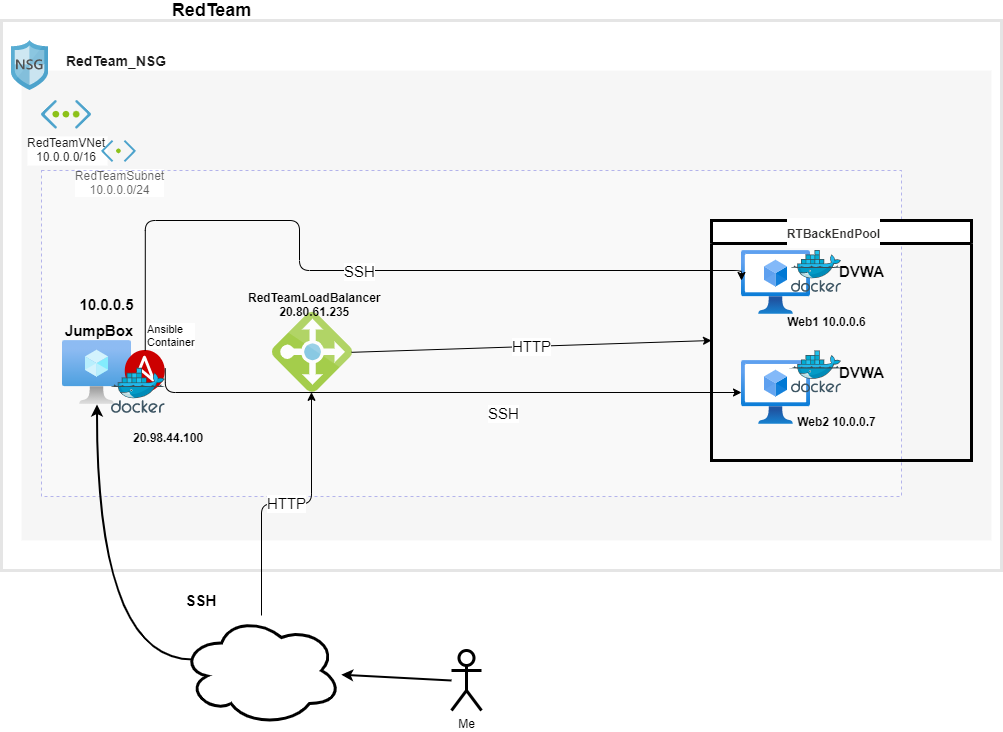 RedTeam
NSG
RedTeam_NSG
RedTeamVNet
10.0.0.0/16
RedTeamSubnet
10.0.0.0/24
RTBackEndPool
SSH
docker
DVWA
Web1 10.0.0.6
10.0.0.5
JumpBox
Ansible
Container
docker
20.98.44.100
RedTeamLoadBalancer
20.80.61.235
HTTP
docker
DVWA
Web2 10.0.0.7
SSH
HTTP
SSH
Me